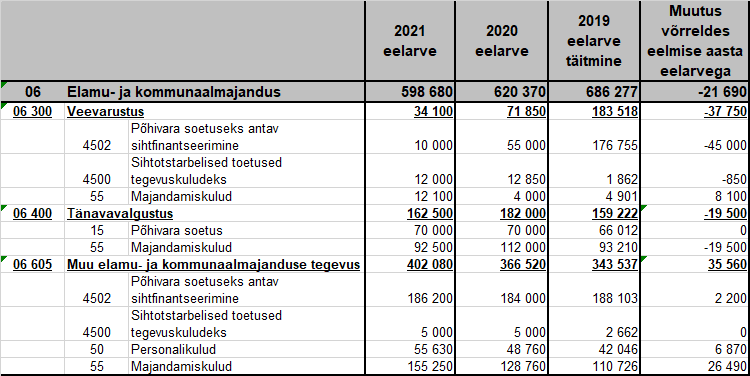 2021 eelarve 2020 eelarve 2019 eelarve täitmine Muutus võrreldes eelmise aasta eelarvega
06 Elamu- ja kommunaalmajandus 598 680 620 370 686 277 -21 690
06 300 Veevarustus 34 100 71 850 183 518 -37 750
4502 Põhivara soetuseks antav sihtfinantseerimine 10 000 55 000 176 755 -45 000
4500 Sihtotstarbelised toetused tegevuskuludeks 12 000 12 850 1 862 -850
55 Majandamiskulud 12 100 4 000 4 901 8 100
06 400 Tänavavalgustus 162 500 182 000 159 222 -19 500
15 Põhivara soetus 70 000 70 000 66 012 0
55 Majandamiskulud 92 500 112 000 93 210 -19 500
06 605 Muu elamu- ja kommunaalmajanduse tegevus 402 080 366 520 343 537 35 560
4502 Põhivara soetuseks antav sihtfinantseerimine 186 200 184 000 188 103 2 200
4500 Sihtotstarbelised toetused tegevuskuludeks 5 000 5 000 2 662 0
50 Personalikulud 55 630 48 760 42 046 6 870
55 Majandamiskulud 155 250 128 760 110 726 26 490